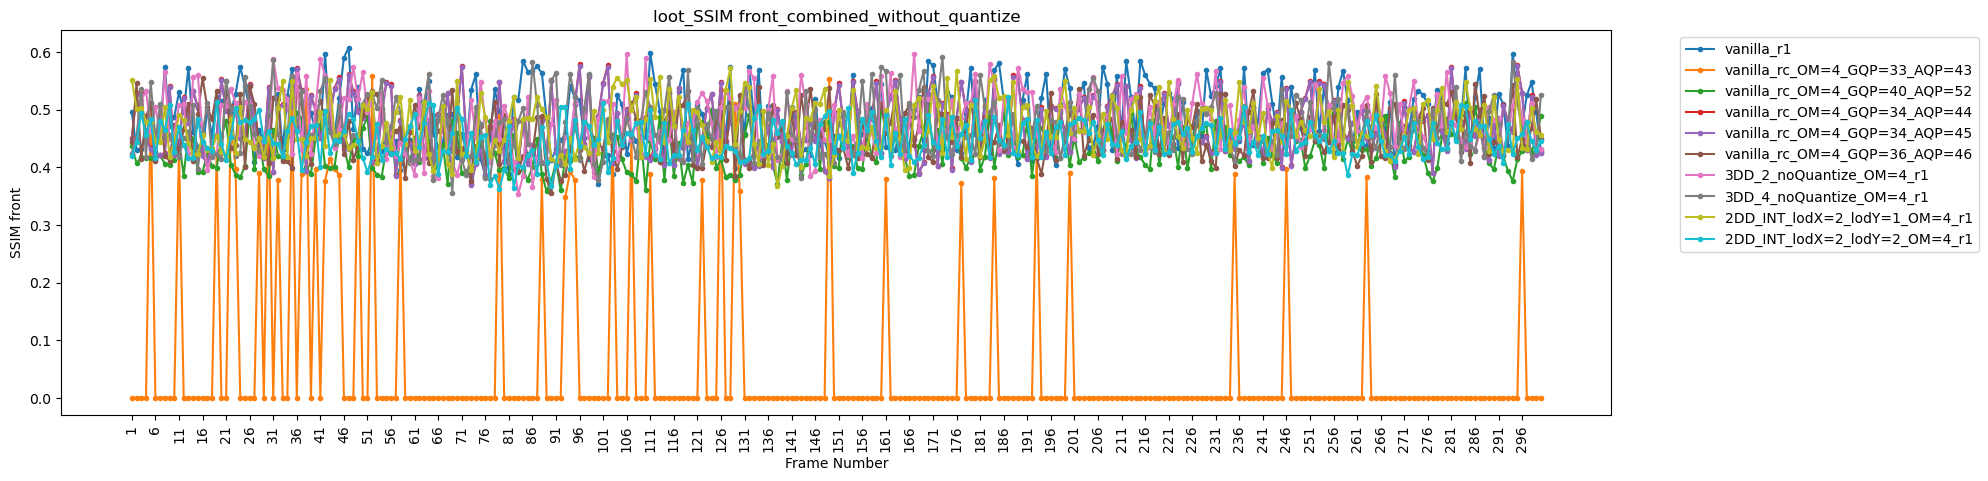 loot_SSIM front_combined_without_quantize
SSIM front
0.6
0.5
0.4
0.3
0.2
0.1
0.0
1 6 11 16 21 26 31 36 41 46 51 56 61 66 71 76 81 86 91 96 101 106 111 116 121 126 131 136 141 146 151 156 161 166 171 176 181 186 191 196 201 206 211 216 221 226 231 236 241 246 251 256 261 266 271 276 281 286 291 296
Frame Number
vanilla_r1
vanilla_rc_OM=4_GQP=33_AQP=43
vanilla_rc_OM=4_GQP=40_AQP=52
vanilla_rc_OM=4_GQP=34_AQP=44
vanilla_rc_OM=4_GQP=34_AQP=45
vanilla_rc_OM=4_GQP=36_AQP=46
3DD_2_noQuantize_OM=4_r1
3DD_4_noQuantize_OM=4_r1
2DD_INT_lodX=2_lodY=1_OM=4_r1
2DD_INT_lodX=2_lodY=2_OM=4_r1